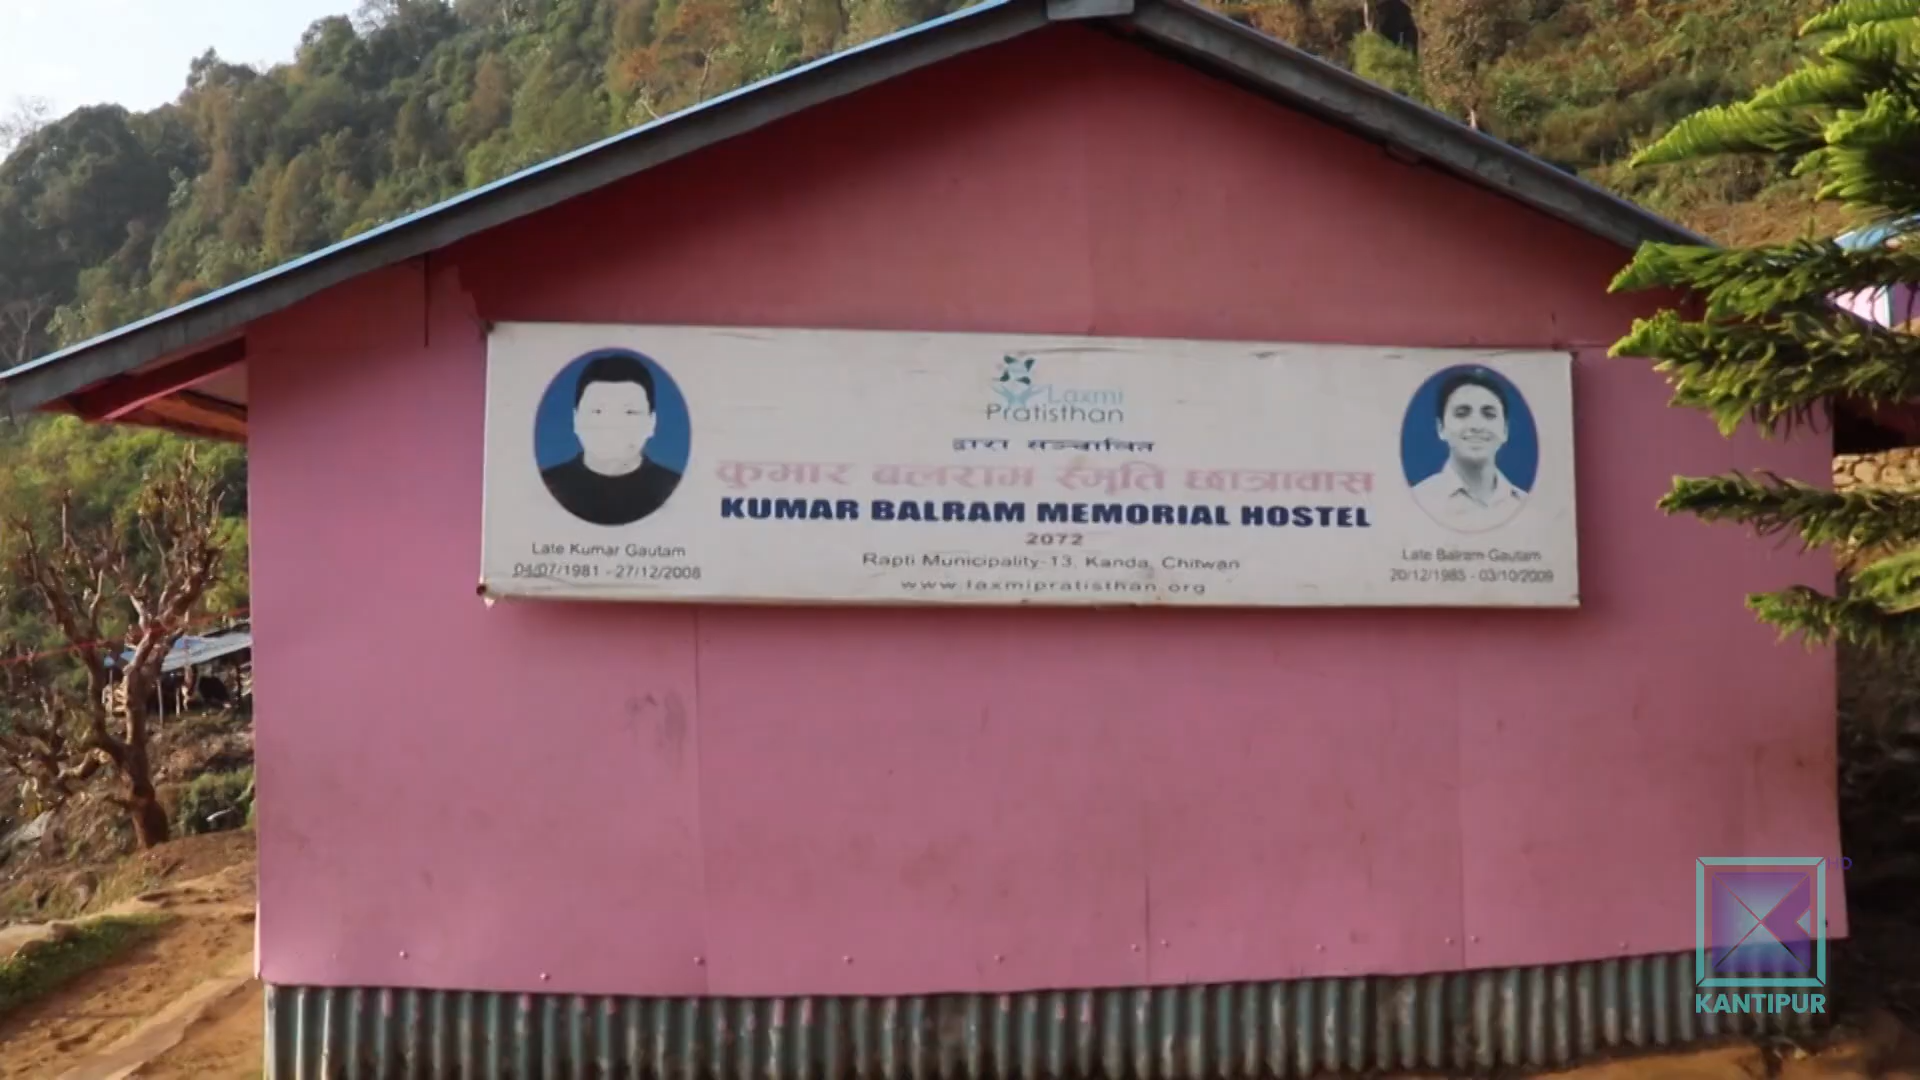 Laxmi
Pratisthan
द्वारा सञ्चालित
कुमार बलराम स्मृति छात्रावास
KUMAR BALRAM MEMORIAL HOSTEL
2072
Rapti Municipality-13, Kanda, Chitwan
www.laxmipratisthan.org
Late Kumar Gautam
04/07/1981 - 27/12/2008
Late Balram Gautam
20/12/1985 - 03/10/2009
HD
KANTIPUR